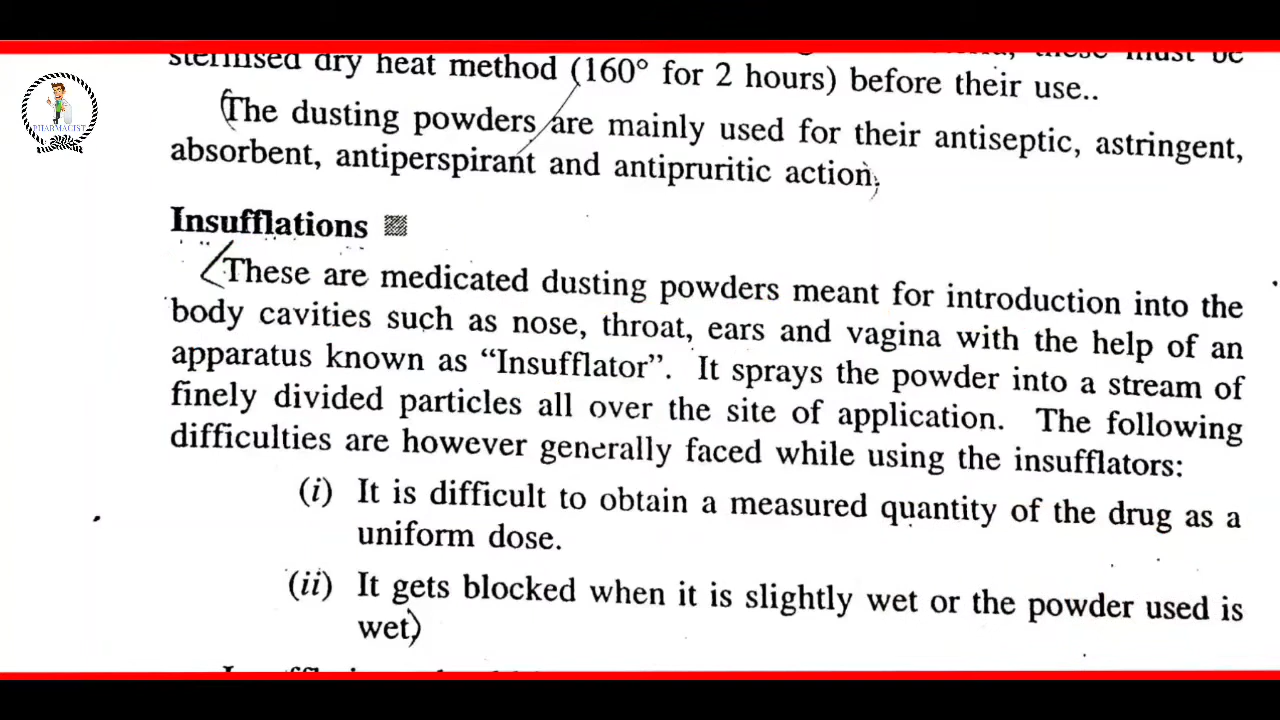 sterilised dry heat method (160° for 2 hours) before their use..
(The dusting powders are mainly used for their antiseptic, astringent,
absorbent, antiperspirant and antipruritic action.
Insufflations
These are medicated dusting powders meant for introduction into the
body cavities such as nose, throat, ears and vagina with the help of an
apparatus known as “Insufflator”. It sprays the powder into a stream of
finely divided particles all over the site of application. The following
difficulties are however generally faced while using the insufflators:
(i) It is difficult to obtain a measured quantity of the drug as a
uniform dose.
(ii) It gets blocked when it is slightly wet or the powder used is
wet)
PHARMACIST